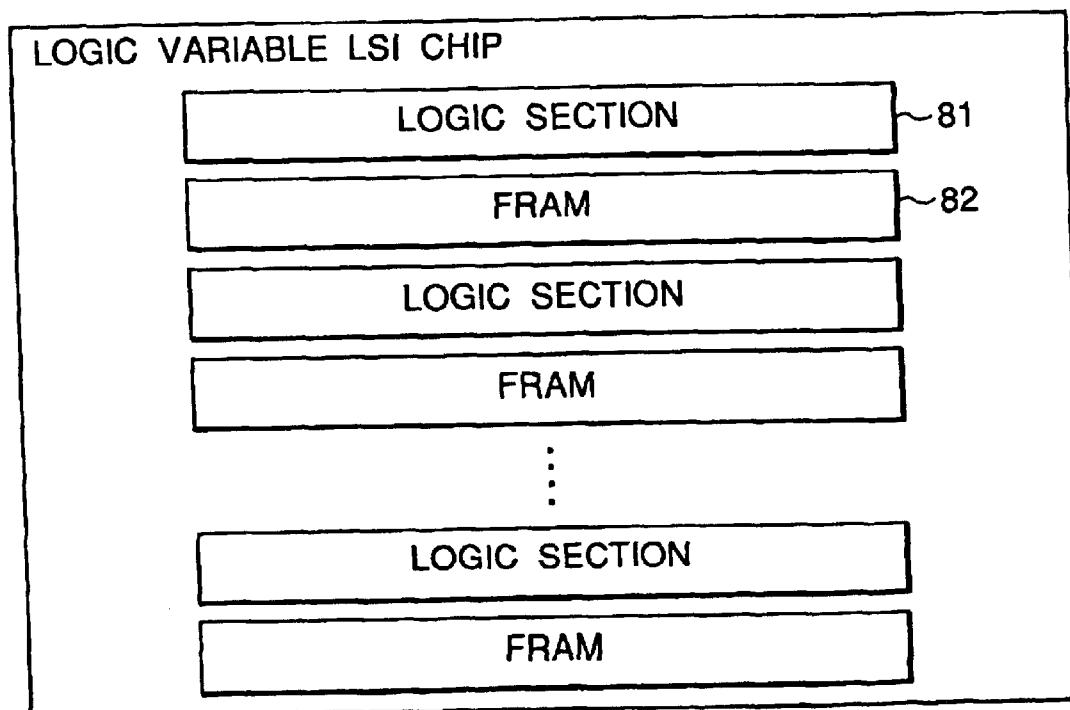 LOGIC VARIABLE LSI CHIP
LOGIC SECTION 81
FRAM 82
LOGIC SECTION
FRAM
LOGIC SECTION
FRAM